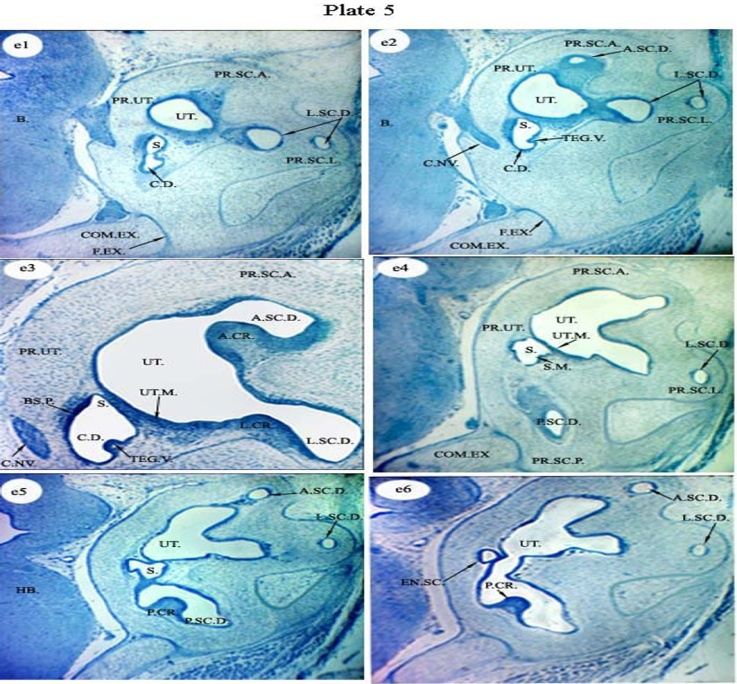 Plate 5
e1
PR.SC.A.
PR.UT.
UT.
L.SC.D.
B.
S.
PR.SC.L.
C.D.
COM.EX.
F.EX.
e2
PR.SC.A.
A.SC.D.
PR.UT.
L.SC.D.
UT.
B.
S.
PR.SC.L.
TEG.V.
C.NV.
C.D.
F.EX.
COM.EX.
e3
PR.SC.A.
A.SC.D.
A.CR.
PR.UT.
UT.
UT.M.
BS.P.
S.
L.CR.
C.D.
L.SC.D.
C.NV.
TEG.V.
e4
PR.SC.A.
UT.
PR.UT.
UT.M.
S.
L.SC.D.
S.M.
PR.SC.L.
P.SC.D.
COM.EX
PR.SC.P.
e5
A.SC.D.
L.SC.D.
UT.
S.
HB.
P.CR.
P.SC.D.
e6
A.SC.D.
L.SC.D.
UT.
EN.SC.
P.CR.